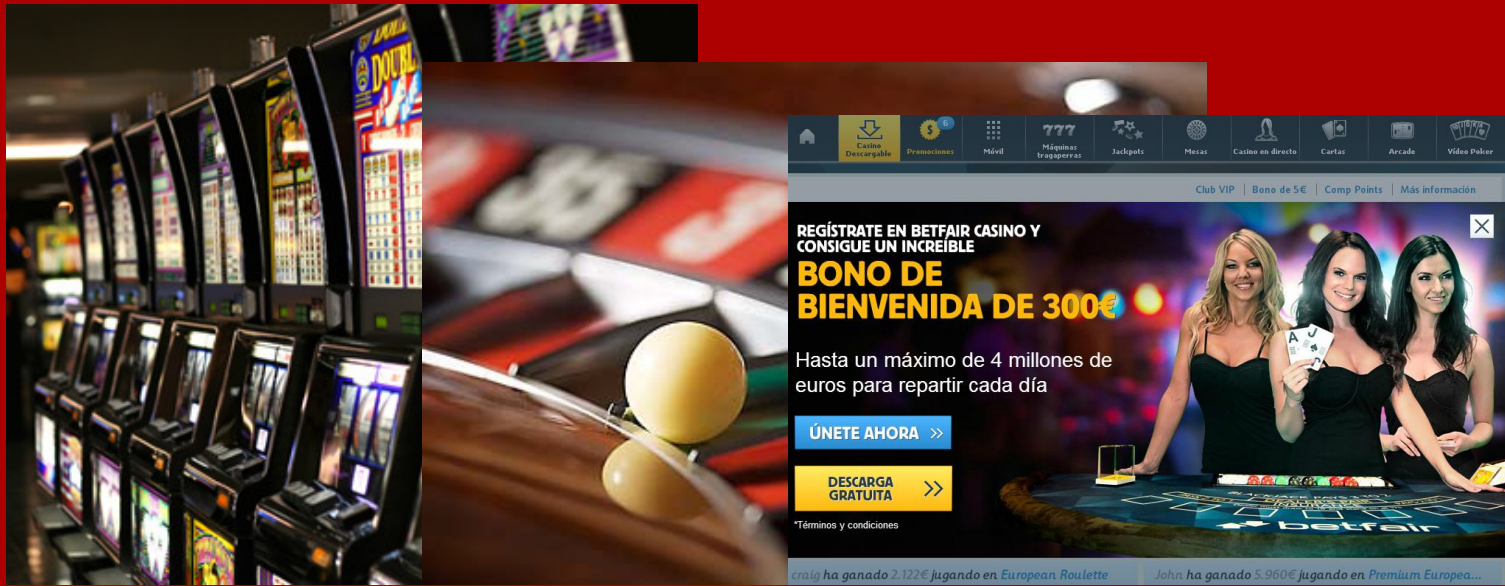 DOUBL
6
Casino
Descargable
Promociones
Móvil
777
Máquinas
tragaperras
Jackpots
Mesas
Casino en directo
Cartas
Arcade
Vídeo Poker
Club VIP | Bono de 5€ | Comp Points | Más información
REGÍSTRATE EN BETFAIR CASINO Y
CONSIGUE UN INCREÍBLE
BONO DE
BIENVENIDA DE 300€
Hasta un máximo de 4 millones de
euros para repartir cada día
ÚNETE AHORA >>
DESCARGA
GRATUITA >>
*Términos y condiciones
A J
betfair
craig ha ganado 2.122€ jugando en European Roulette
John ha ganado 5.960€ jugando en Premium Europea...